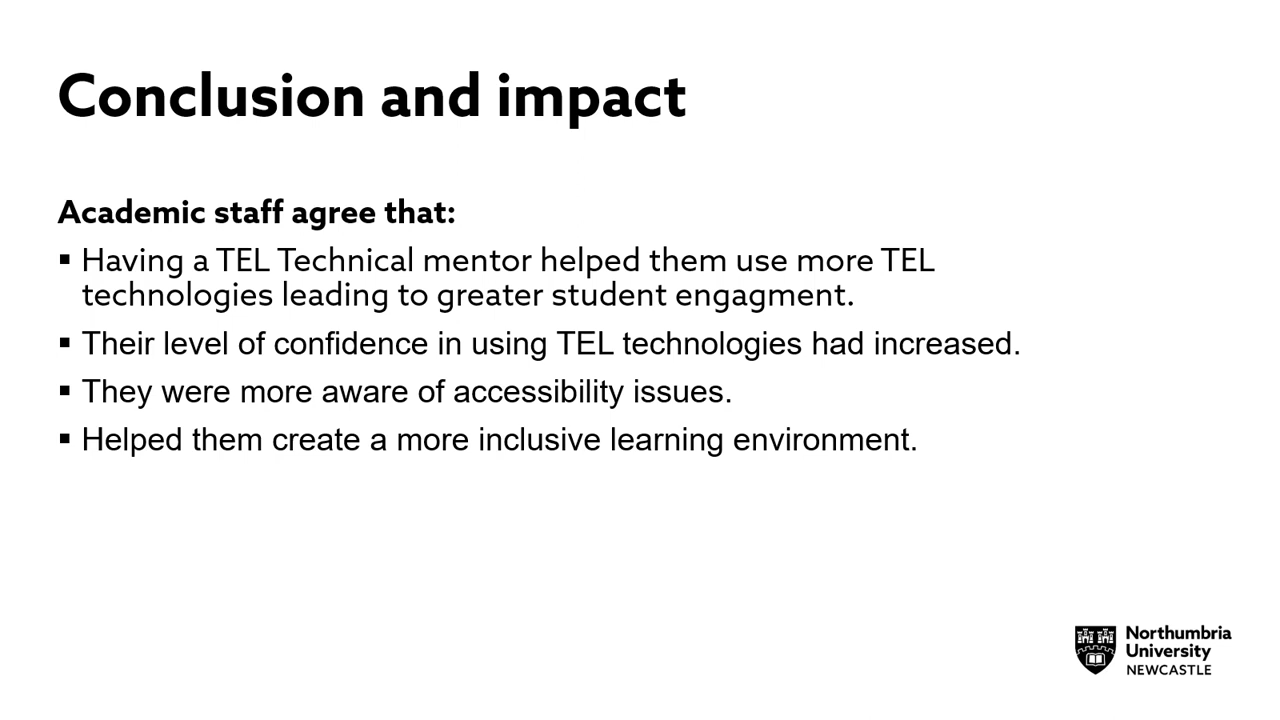 Conclusion and impact
Academic staff agree that:
▪ Having a TEL Technical mentor helped them use more TEL
technologies leading to greater student engagment.
▪ Their level of confidence in using TEL technologies had increased.
▪ They were more aware of accessibility issues.
▪ Helped them create a more inclusive learning environment.
Northumbria
University
NEWCASTLE